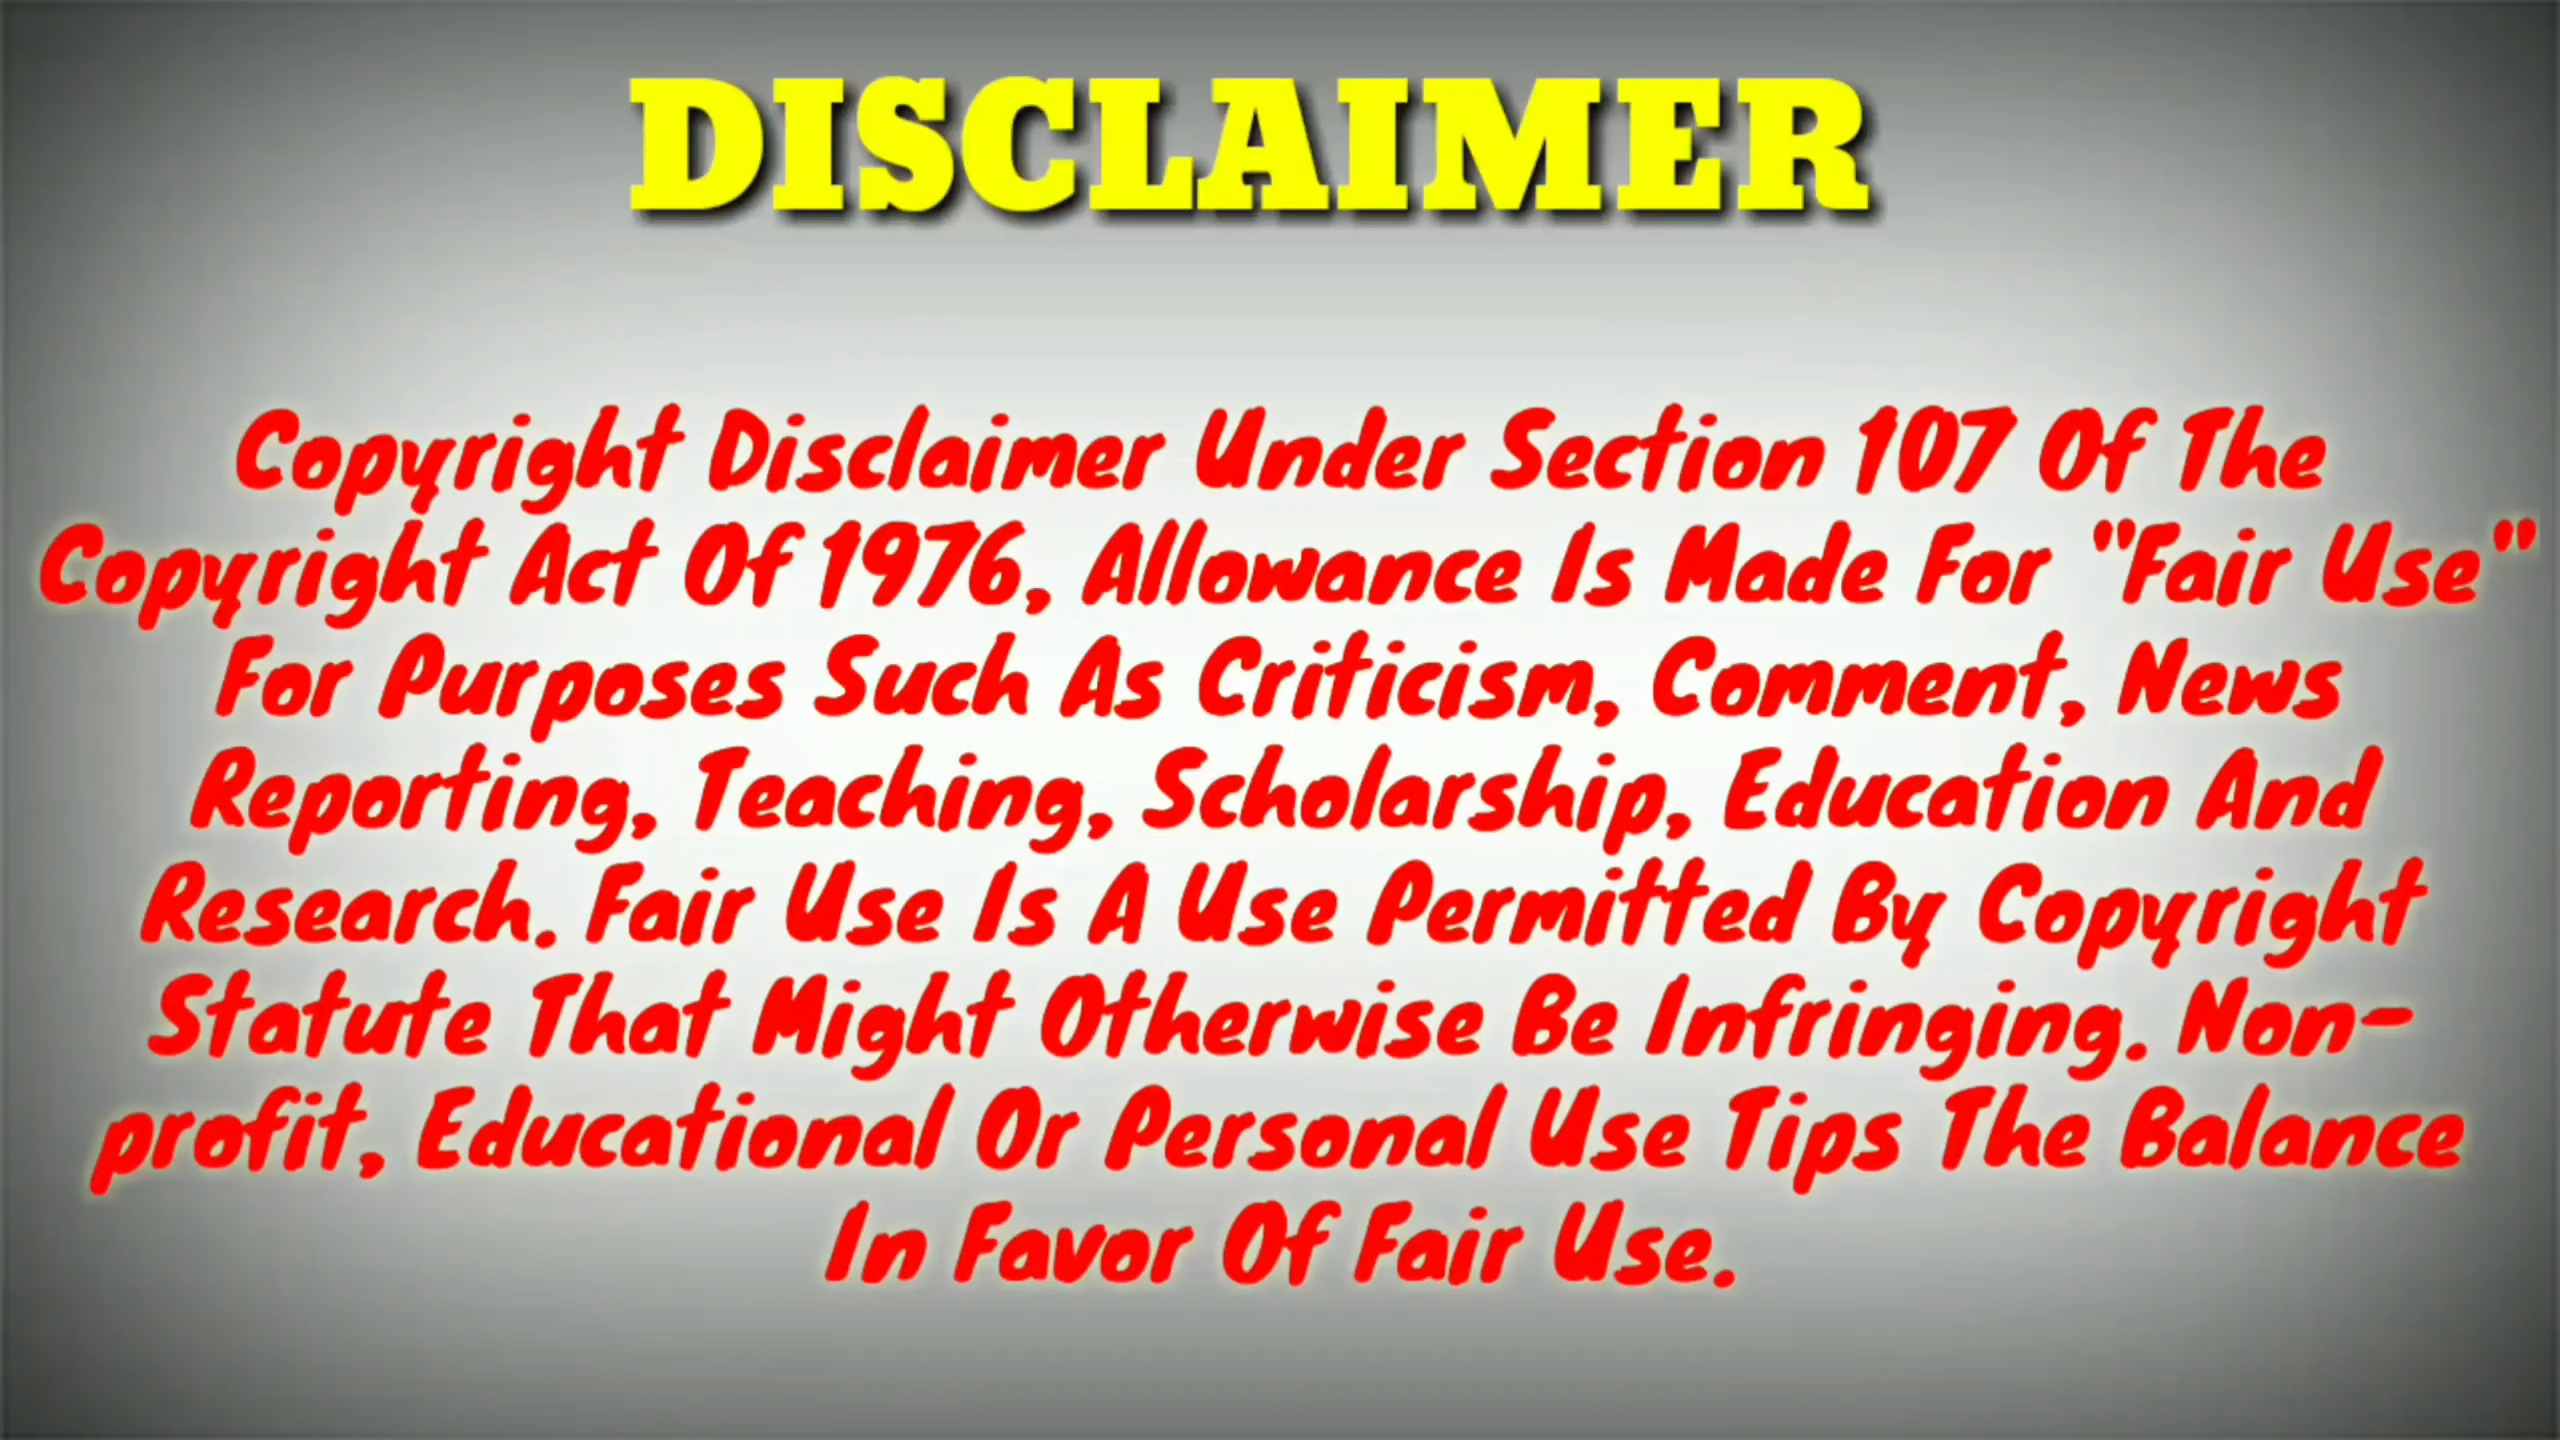 DISCLAIMER
Copyright Disclaimer Under Section 107 Of The
Copyright Act Of 1976, Allowance Is Made For "Fair Use"
For Purposes Such As Criticism, Comment, News
Reporting, Teaching, Scholarship, Education And
Research. Fair Use Is A Use Permitted By Copyright
Statute That Might Otherwise Be Infringing. Non-
profit, Educational Or Personal Use Tips The Balance
In Favor Of Fair Use.